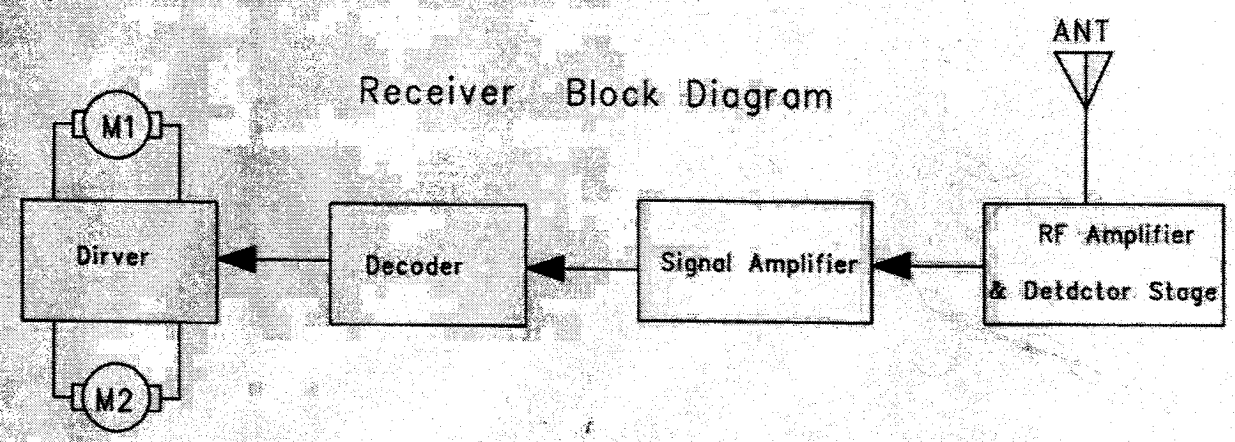 ANT
Receiver Block Diagram
M1
Dirver
Decoder
Signal Amplifier
RF Amplifier
& Detdctor Stage
M2